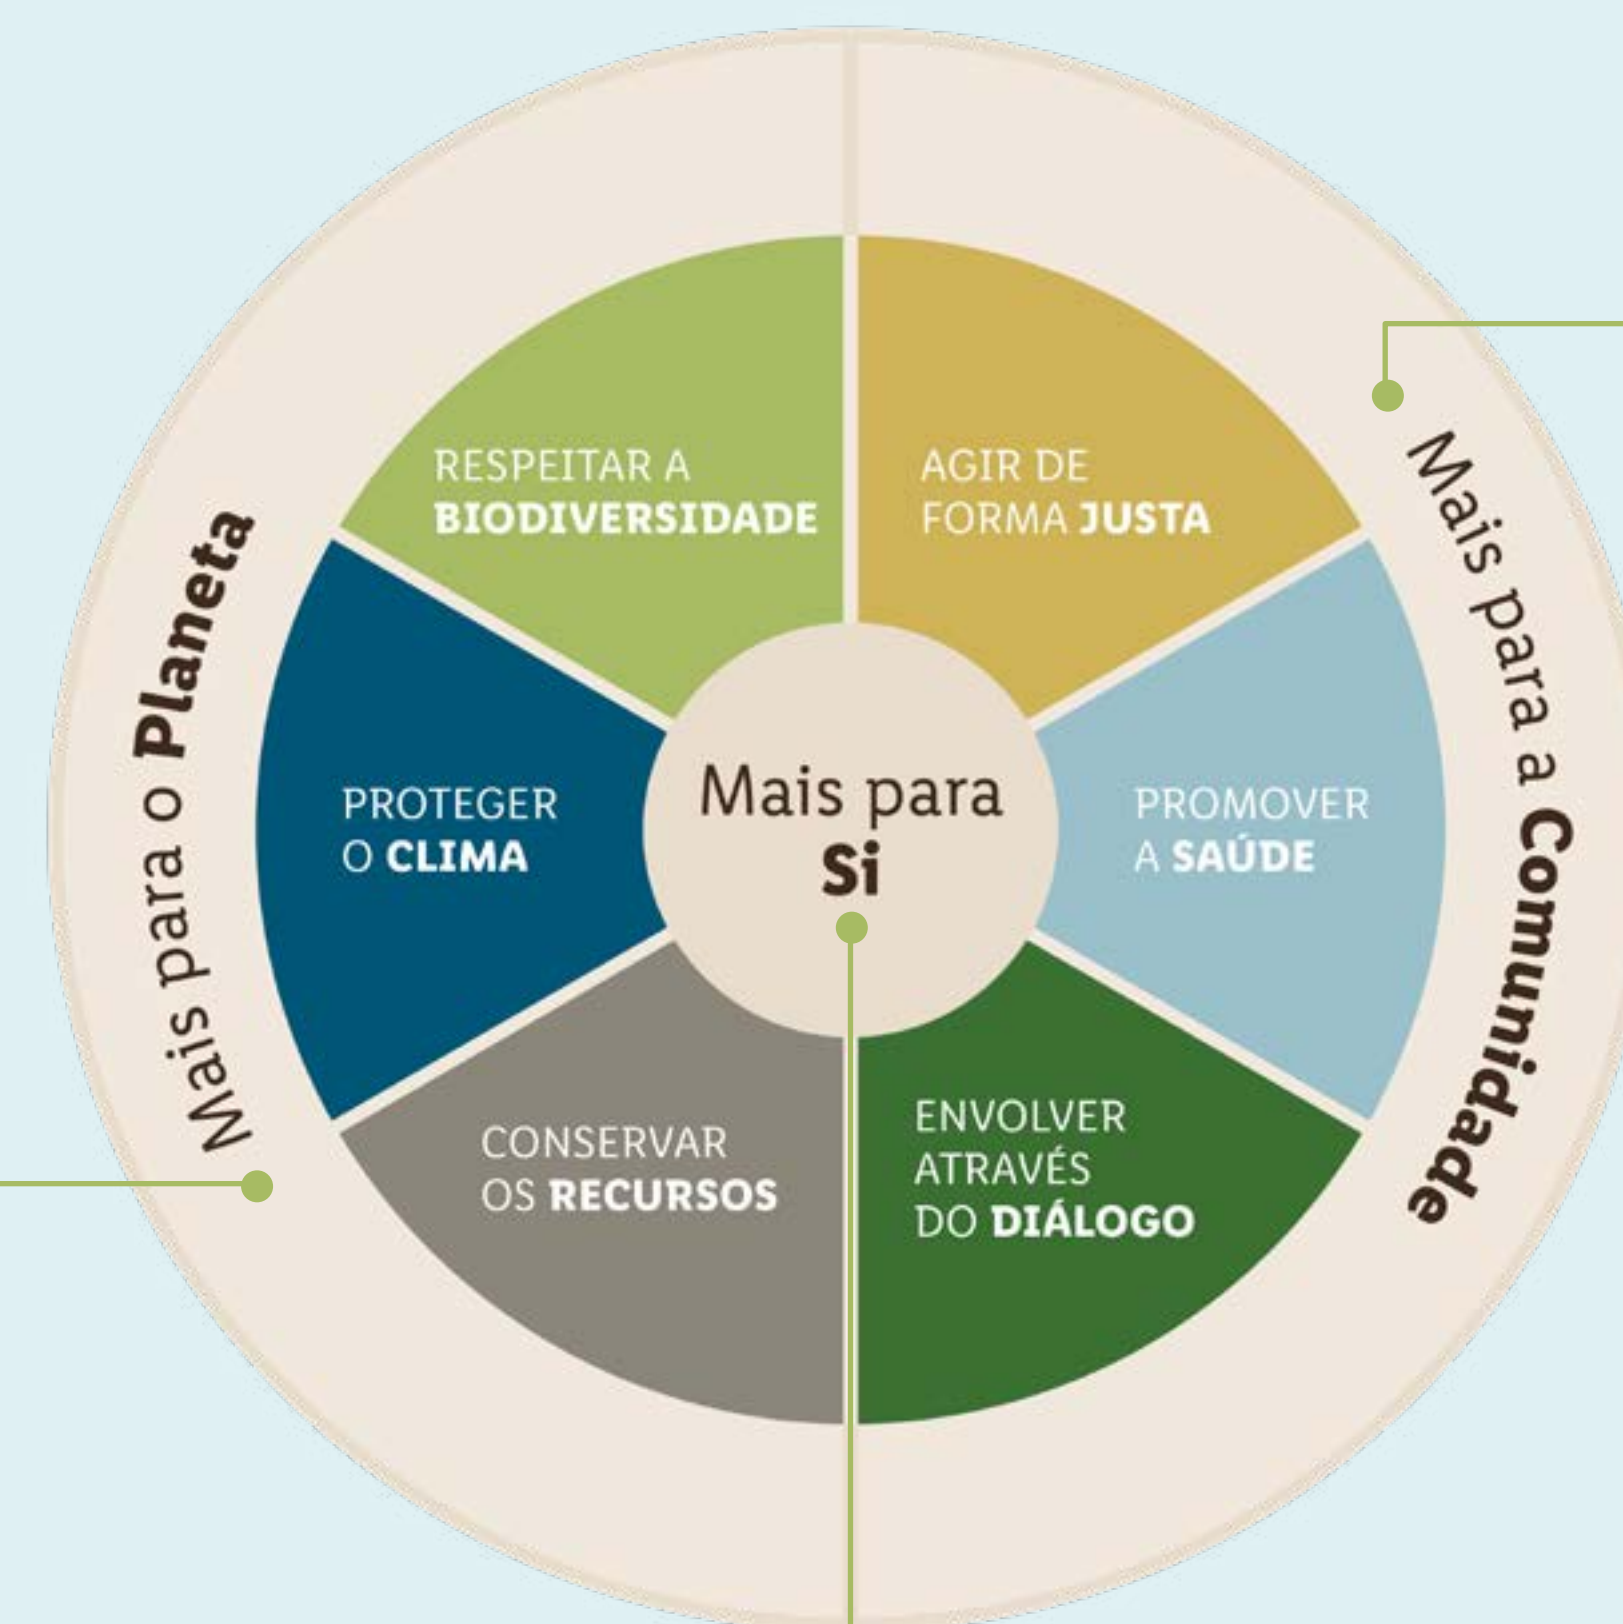 RESPEITAR A
BIODIVERSIDADE
AGIR DE
FORMA JUSTA
Mais para o Planeta
PROTEGER
O CLIMA
Mais para
Si
PROMOVER
A SAÚDE
Mais para a Comunidade
CONSERVAR
OS RECURSOS
ENVOLVER
ATRAVÉS
DO DIÁLOGO